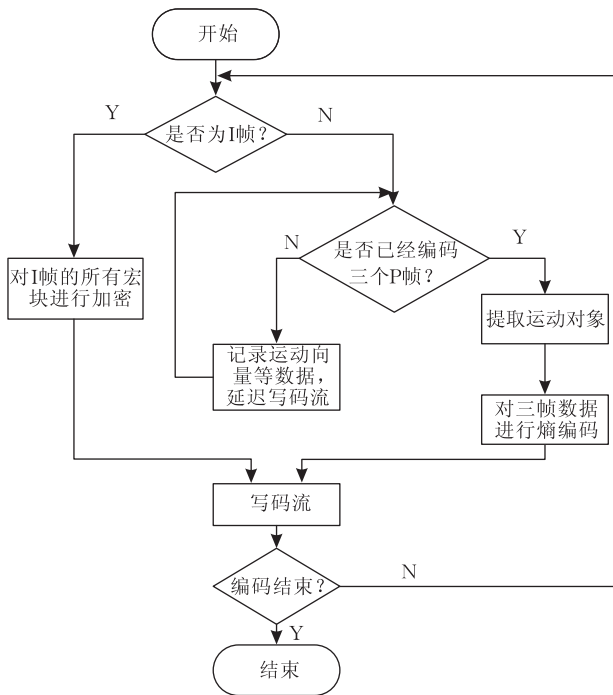 开始
Y
N
是否为I帧？
N
是否已经编码
三个P帧？
Y
对I帧的所有宏
块进行加密
提取运动对象
记录运动向
量等数据，
延迟写码流
对三帧数据
进行熵编码
写码流
编码结束？
N
Y
结束